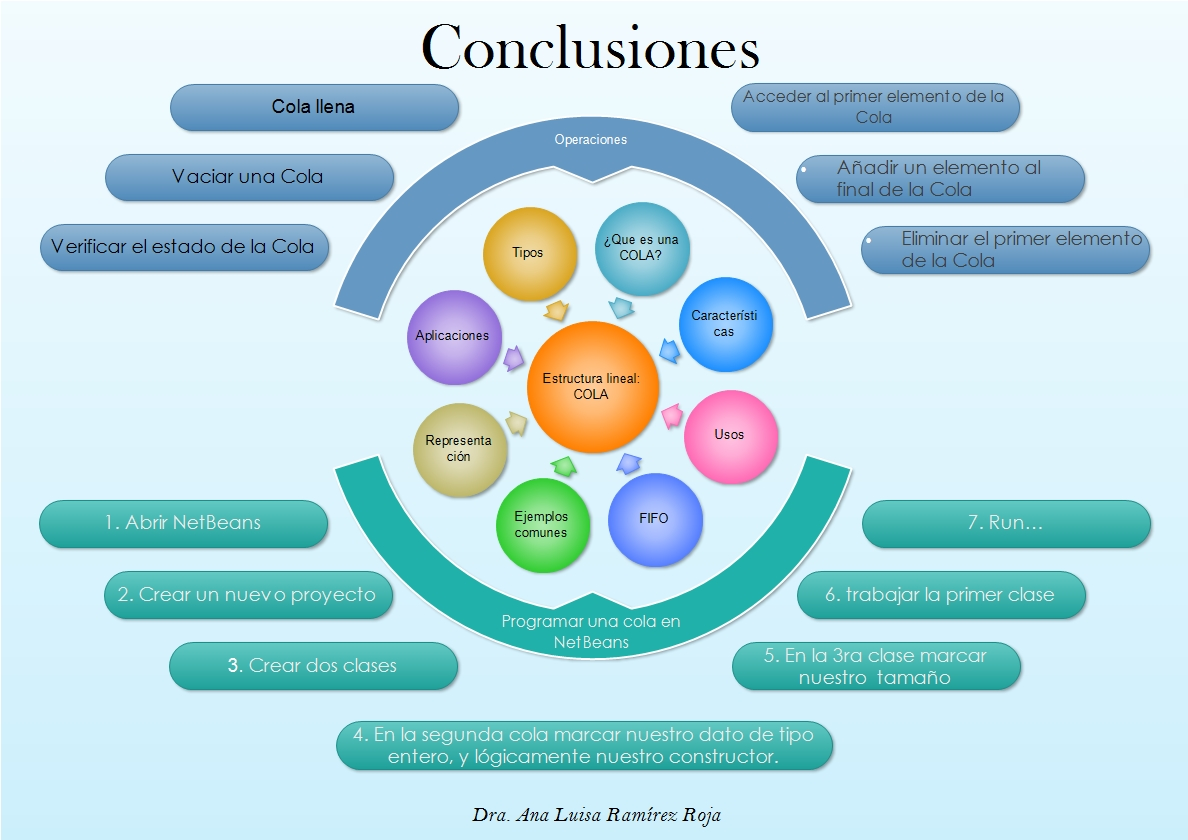 Conclusiones
Cola llena
Vaciar una Cola
Verificar el estado de la Cola
Acceder al primer elemento de la
Cola
• Añadir un elemento al
final de la Cola
• Eliminar el primer elemento
de la Cola
Operaciones
Tipos
¿Que es una
COLA?
Característi
cas
Aplicaciones
Estructura lineal:
COLA
Usos
Representa
ción
Ejemplos
comunes
FIFO
Programar una cola en
NetBeans
1. Abrir NetBeans
2. Crear un nuevo proyecto
3. Crear dos clases
4. En la segunda cola marcar nuestro dato de tipo
entero, y lógicamente nuestro constructor.
5. En la 3ra clase marcar
nuestro tamaño
6. trabajar la primer clase
7. Run...
Dra. Ana Luisa Ramírez Roja